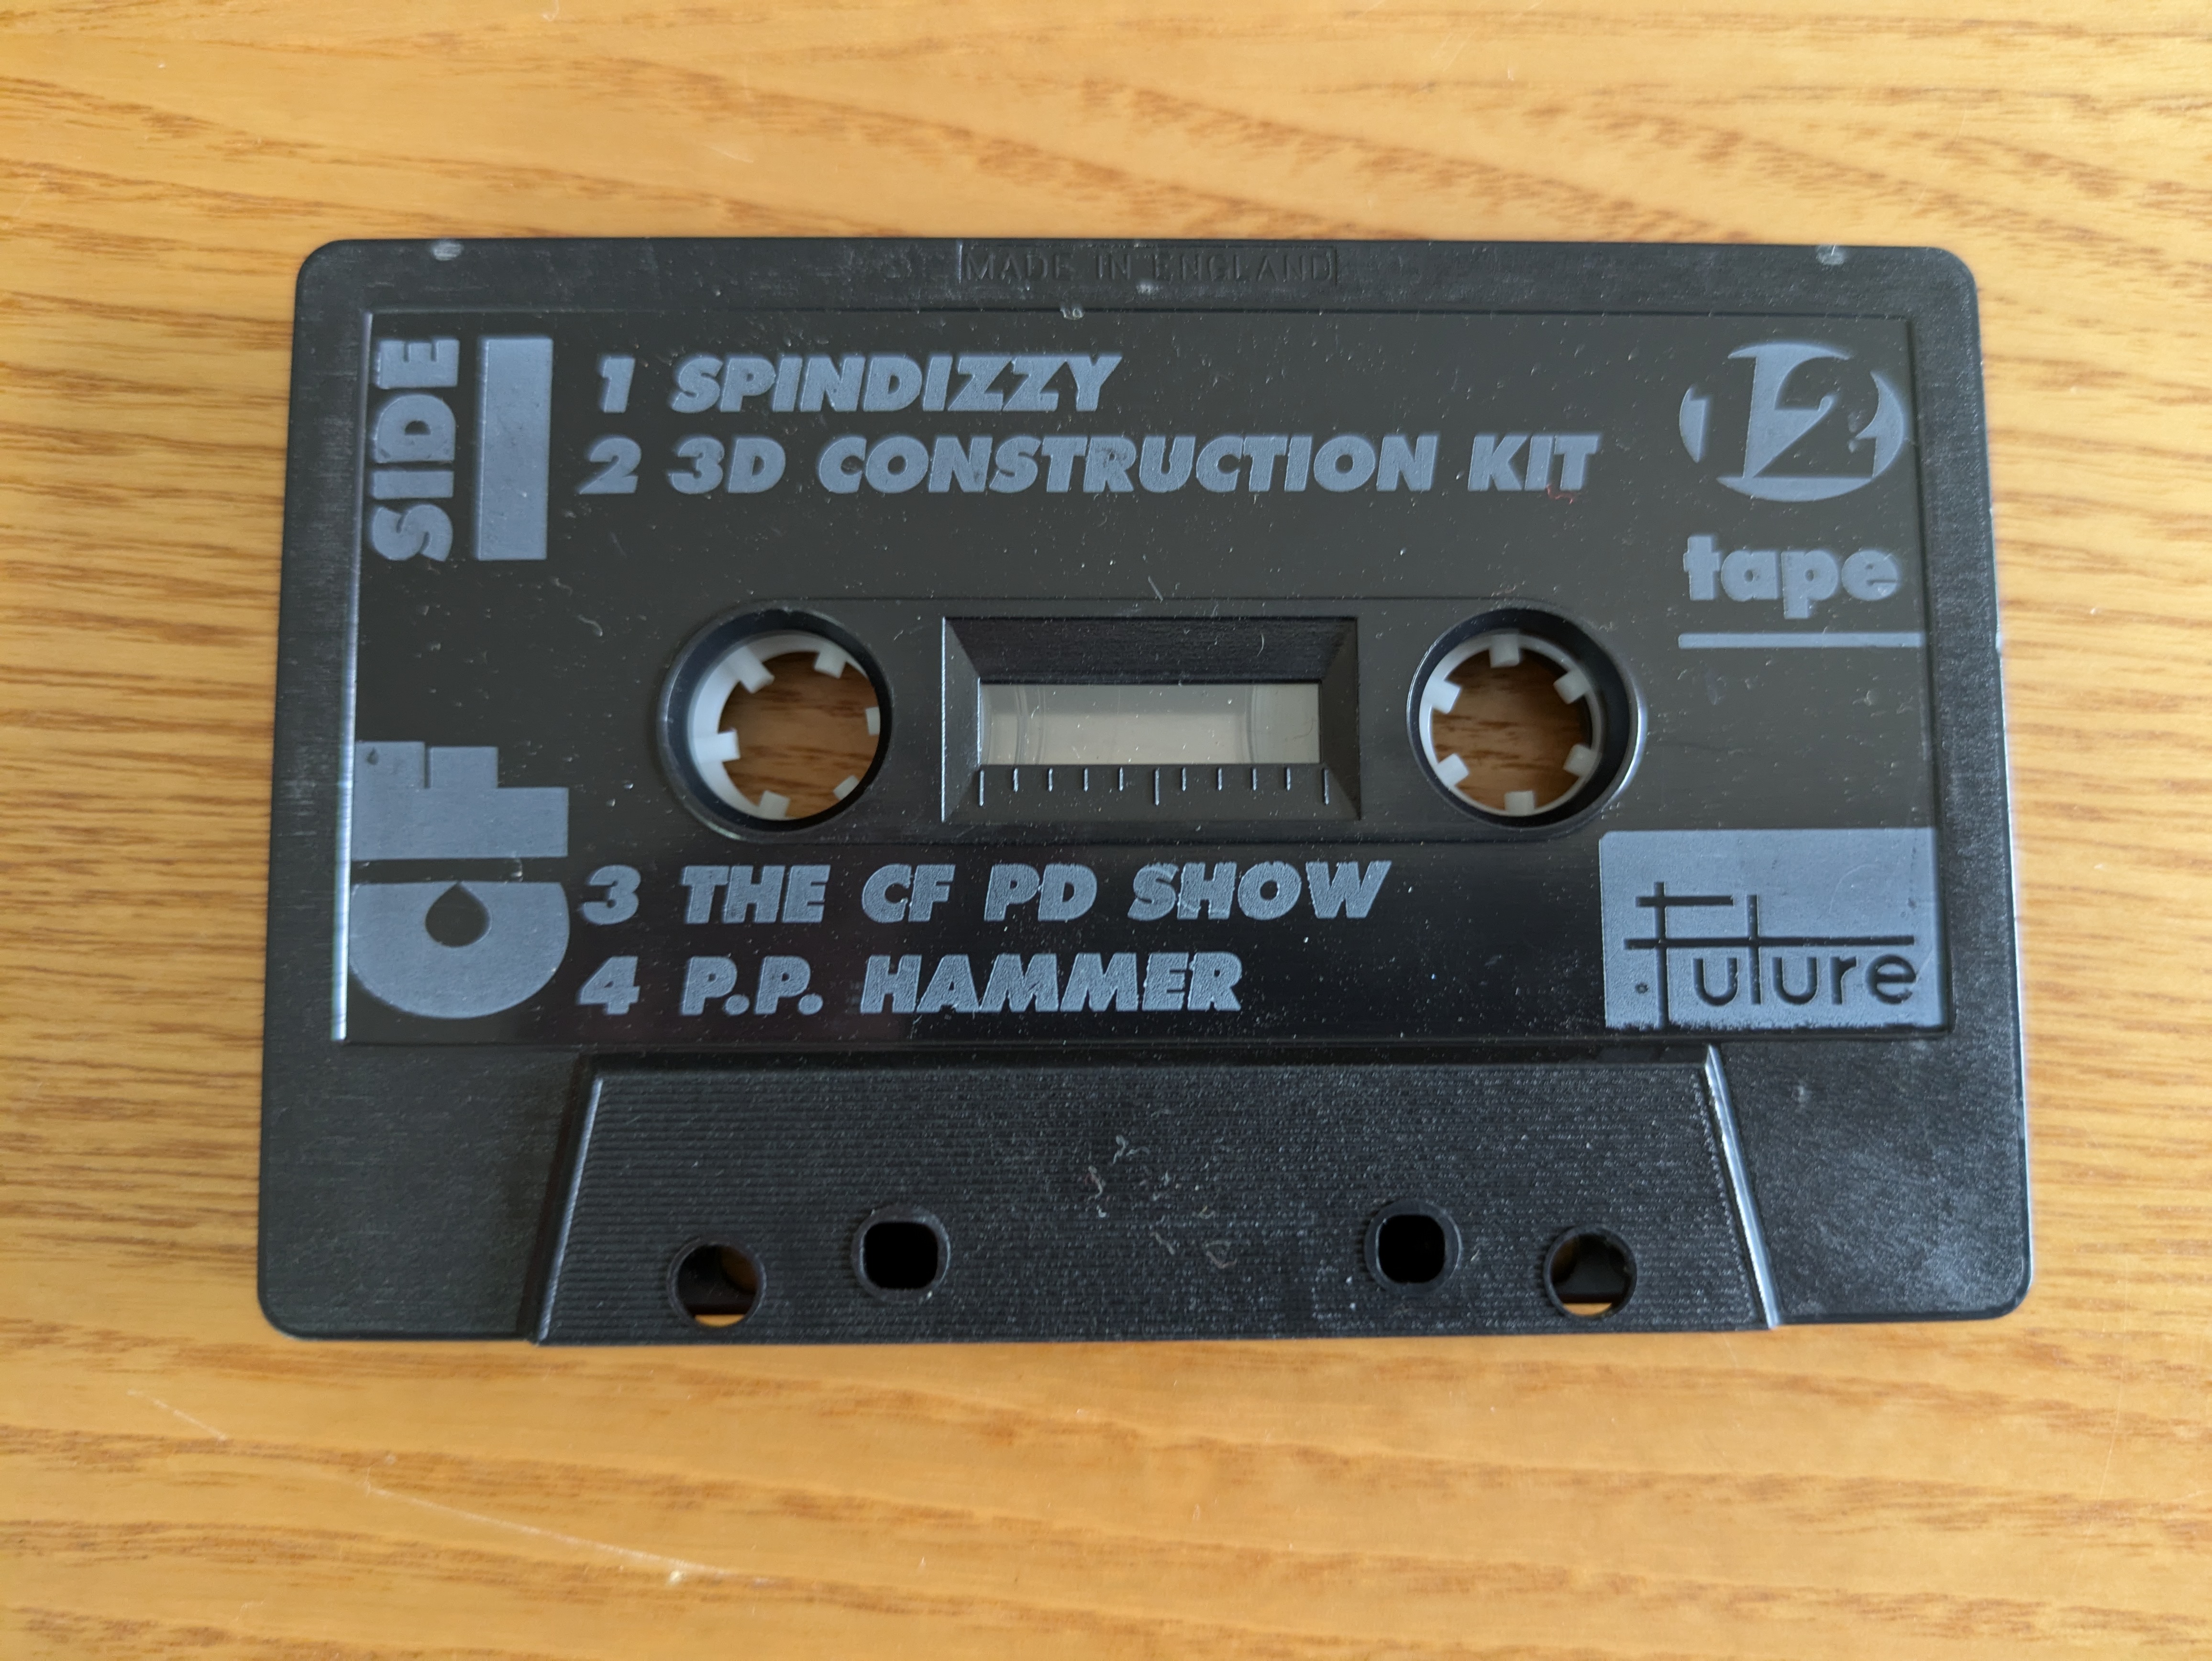 MADE IN ENGLAND
SIDE 1
1 SPINDIZZY
2 3D CONSTRUCTION KIT
12
tape
CF
3 THE CF PD SHOW
4 P.P. HAMMER
future